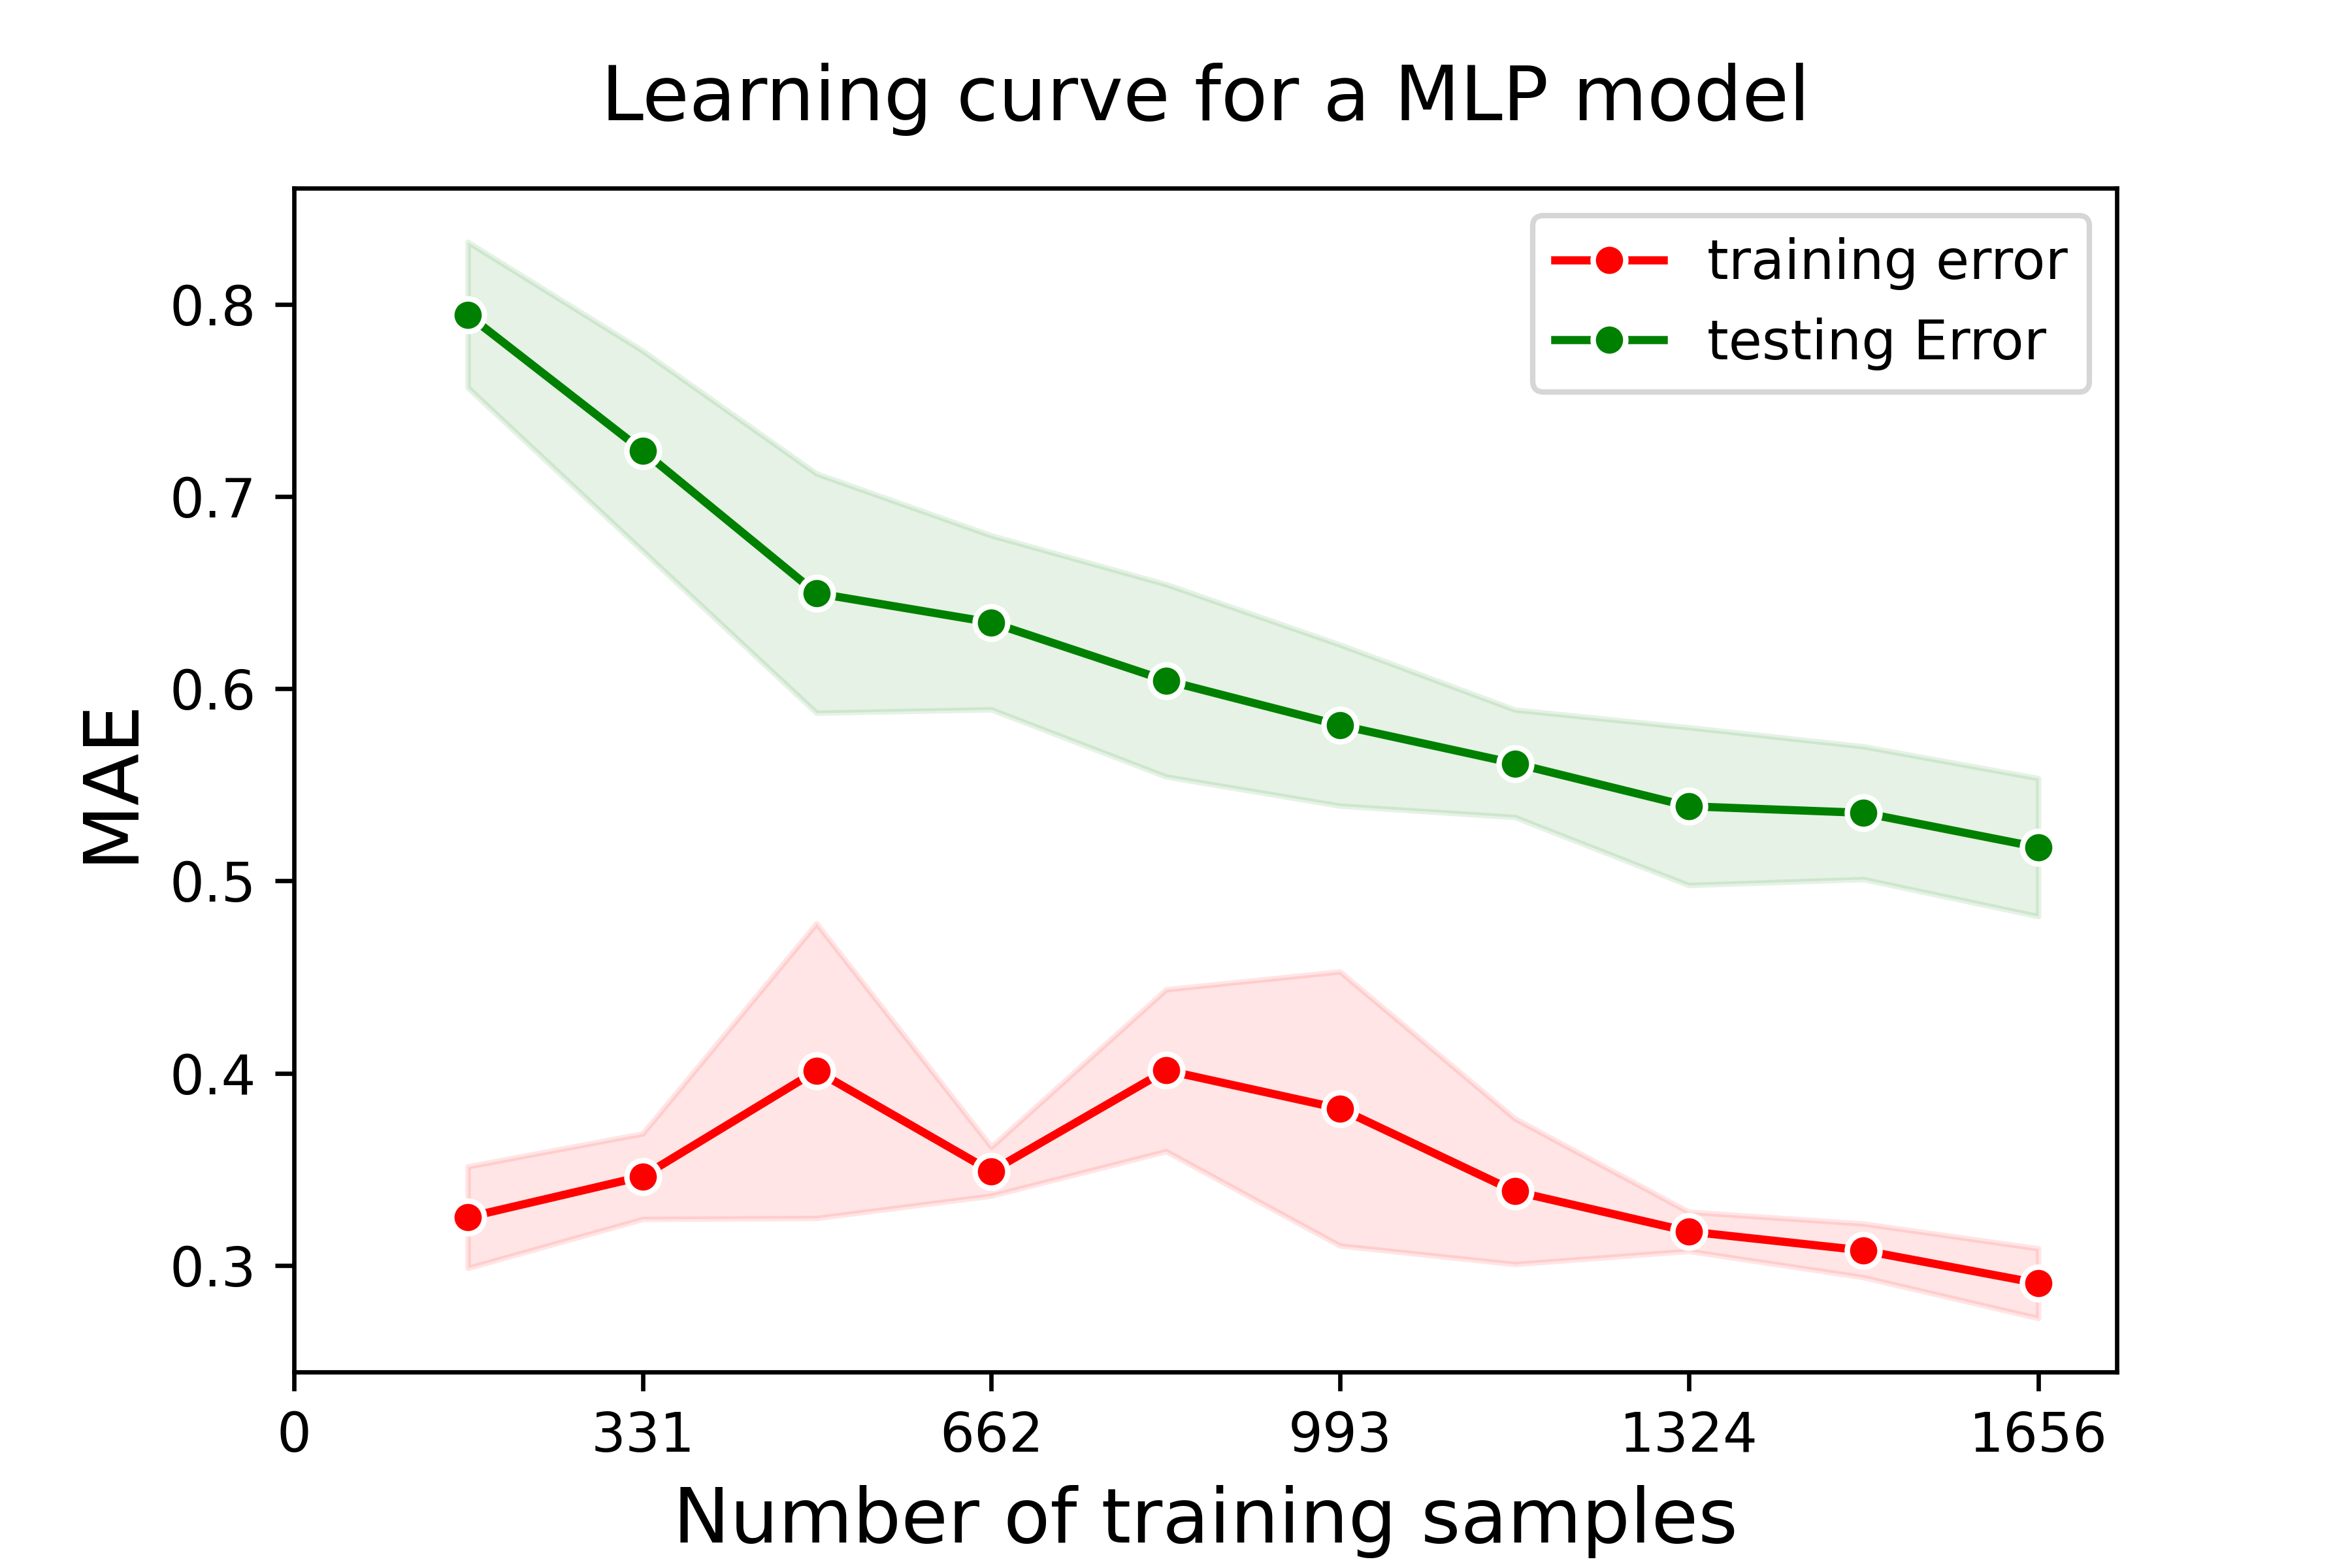 Learning curve for a MLP model
training error
testing Error
MAE
0.8
0.7
0.6
0.5
0.4
0.3
0 331 662 993 1324 1656
Number of training samples